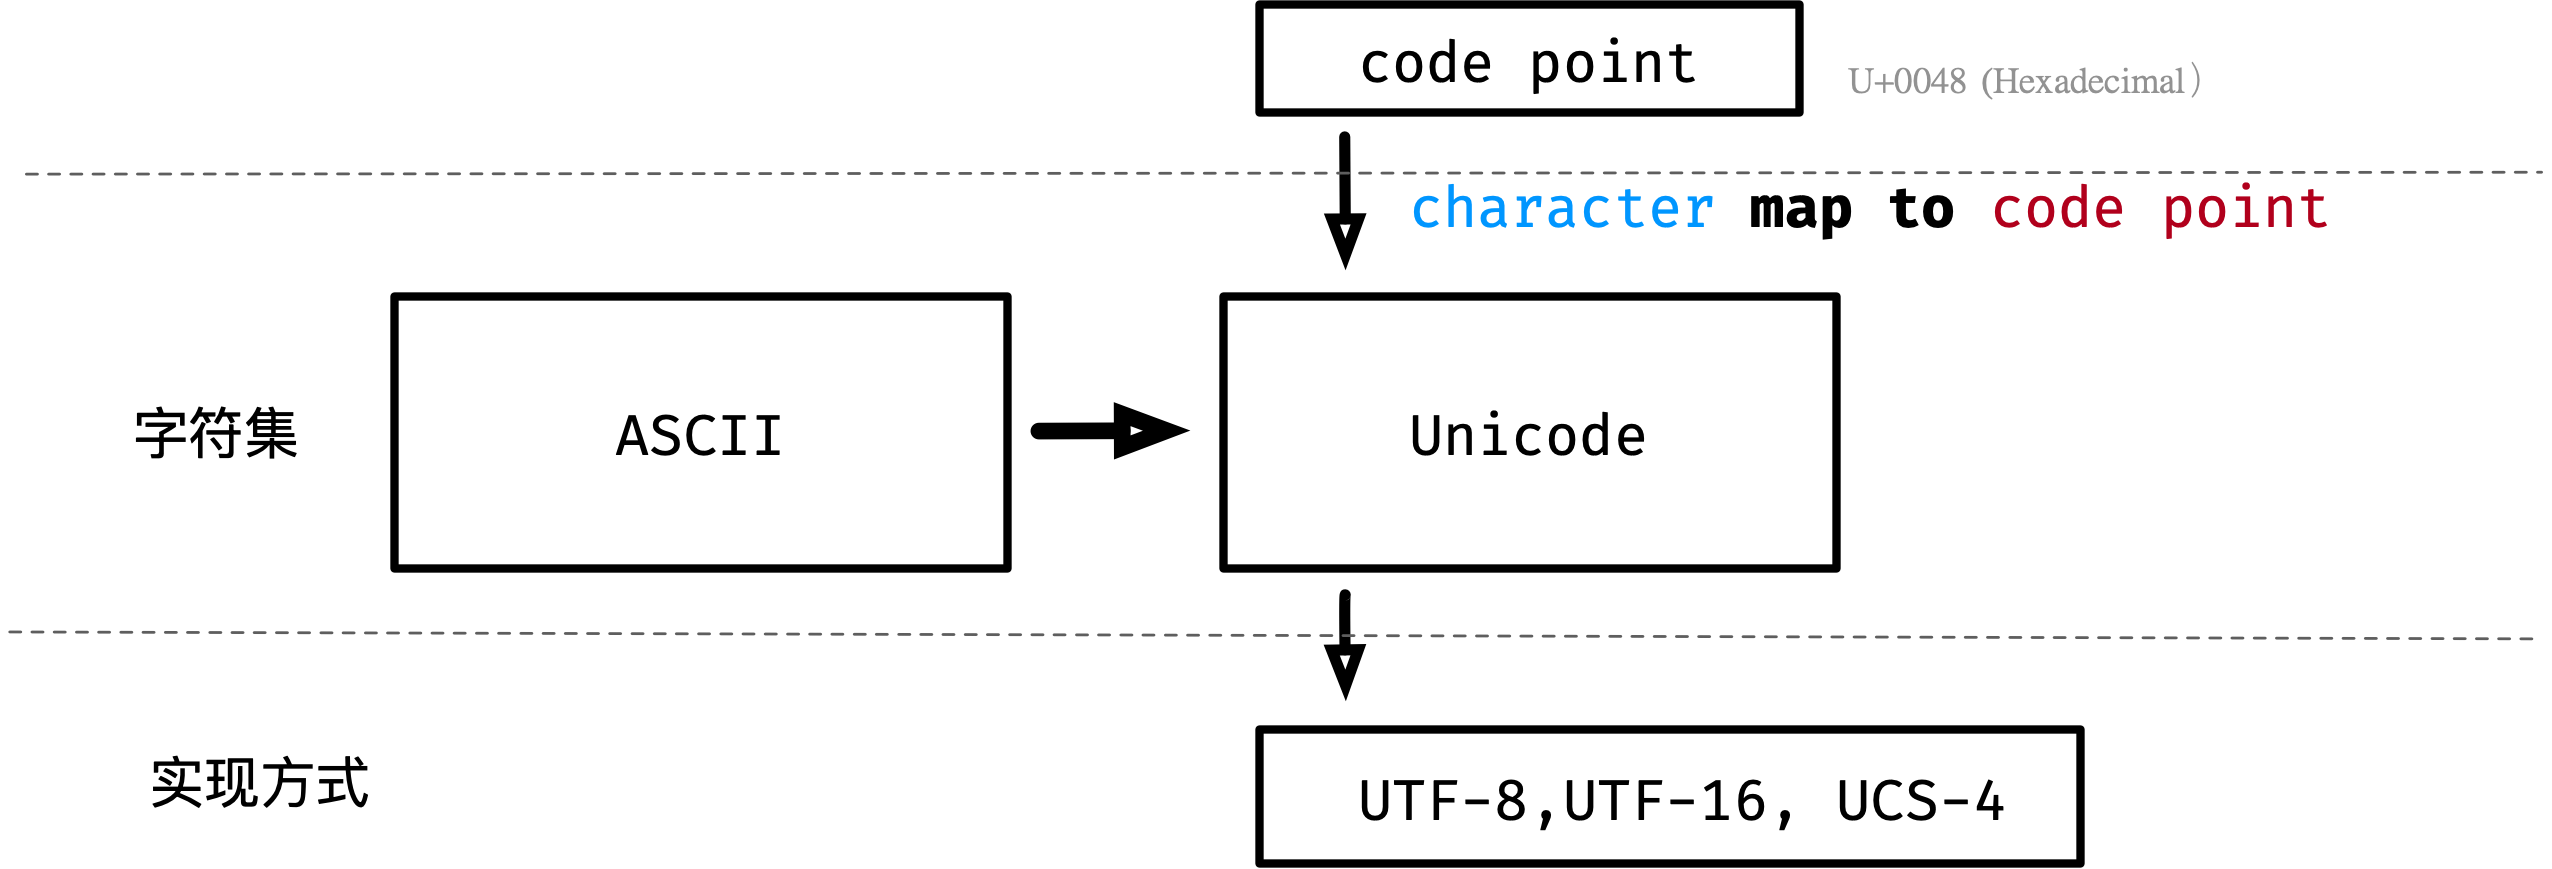 code point
U+0048 (Hexadecimal）
character map to code point
字符集
ASCII
Unicode
实现方式
UTF-8,UTF-16, UCS-4